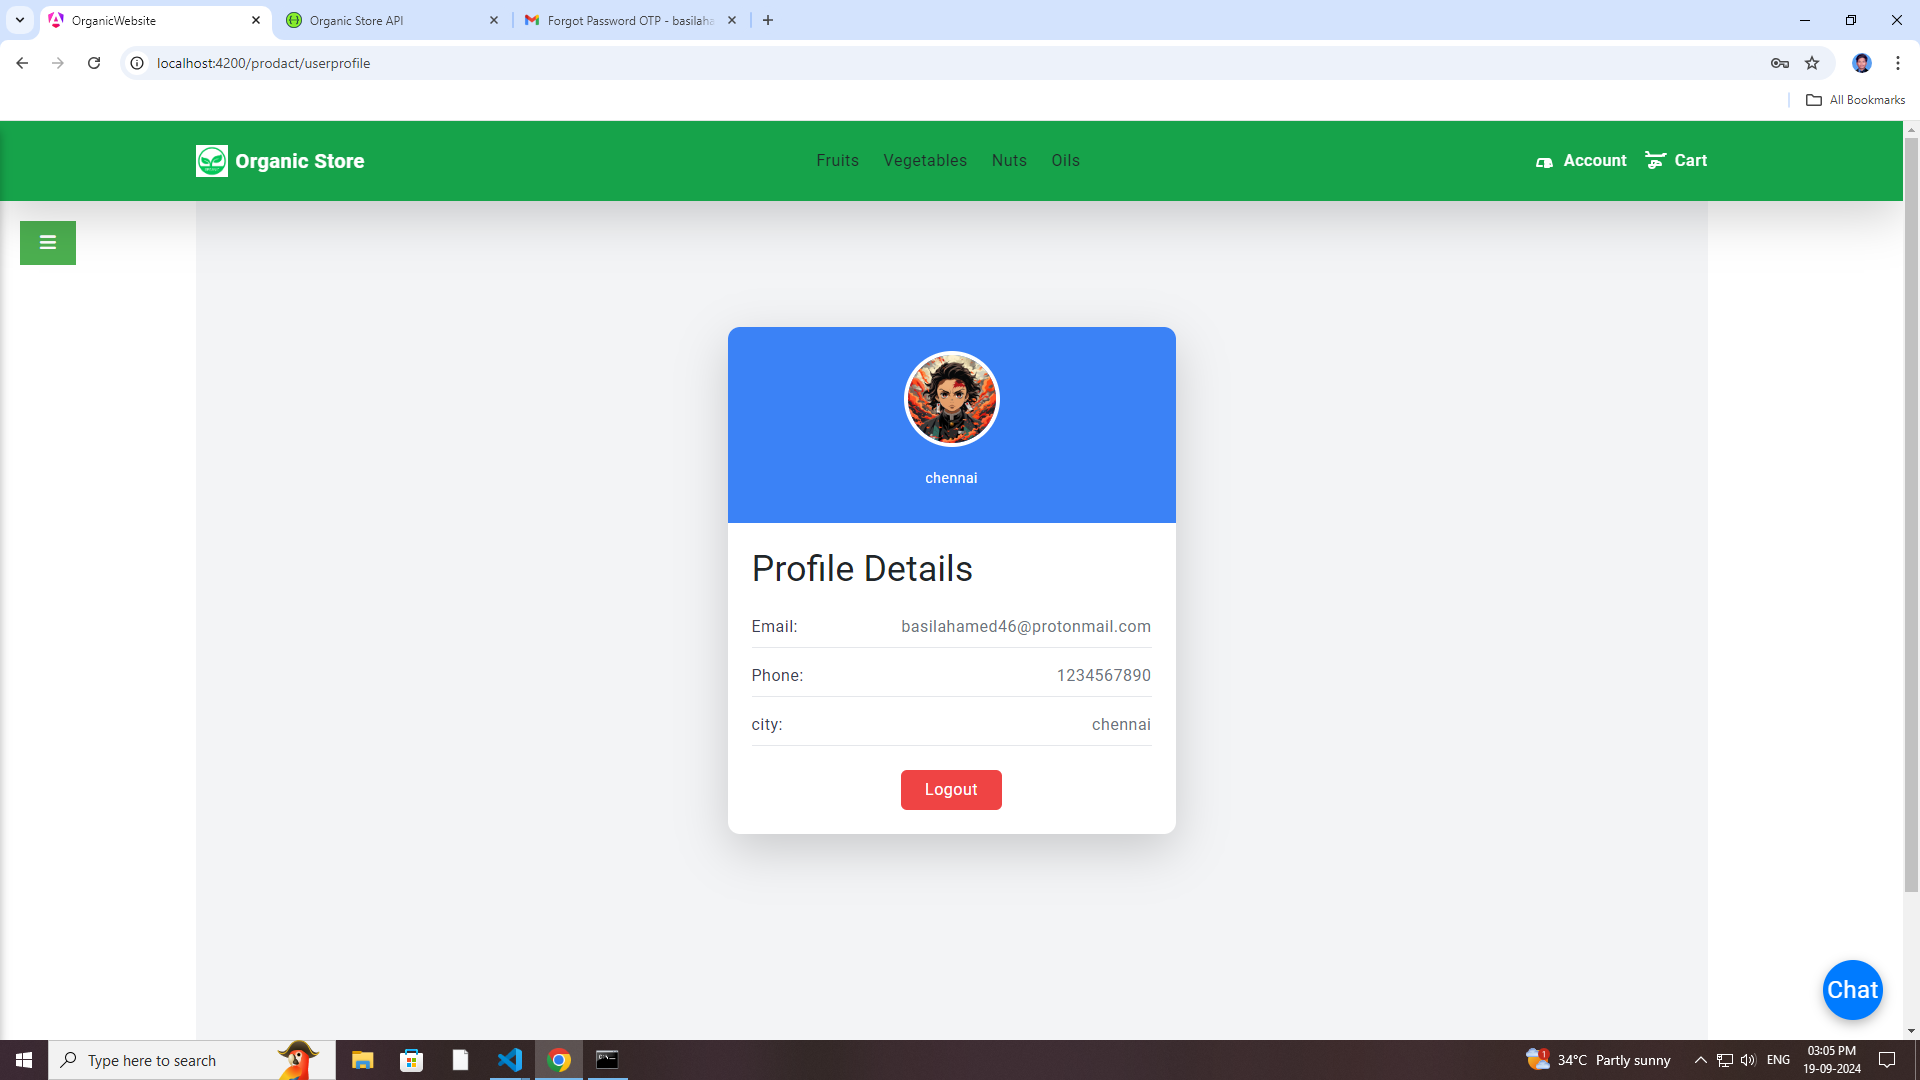 OrganicWebsite
Organic Store API
Forgot Password OTP - basilaha
localhost:4200/prodact/userprofile
All Bookmarks
Organic Store
Fruits
Vegetables
Nuts
Oils
Account
Cart
chennai
Profile Details
Email: basilahamed46@protonmail.com
Phone: 1234567890
city: chennai
Logout
Chat
Type here to search
1
34°C Partly sunny
ENG
03:05 PM
19-09-2024